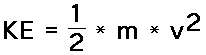 KE = 1/2 * m * v²